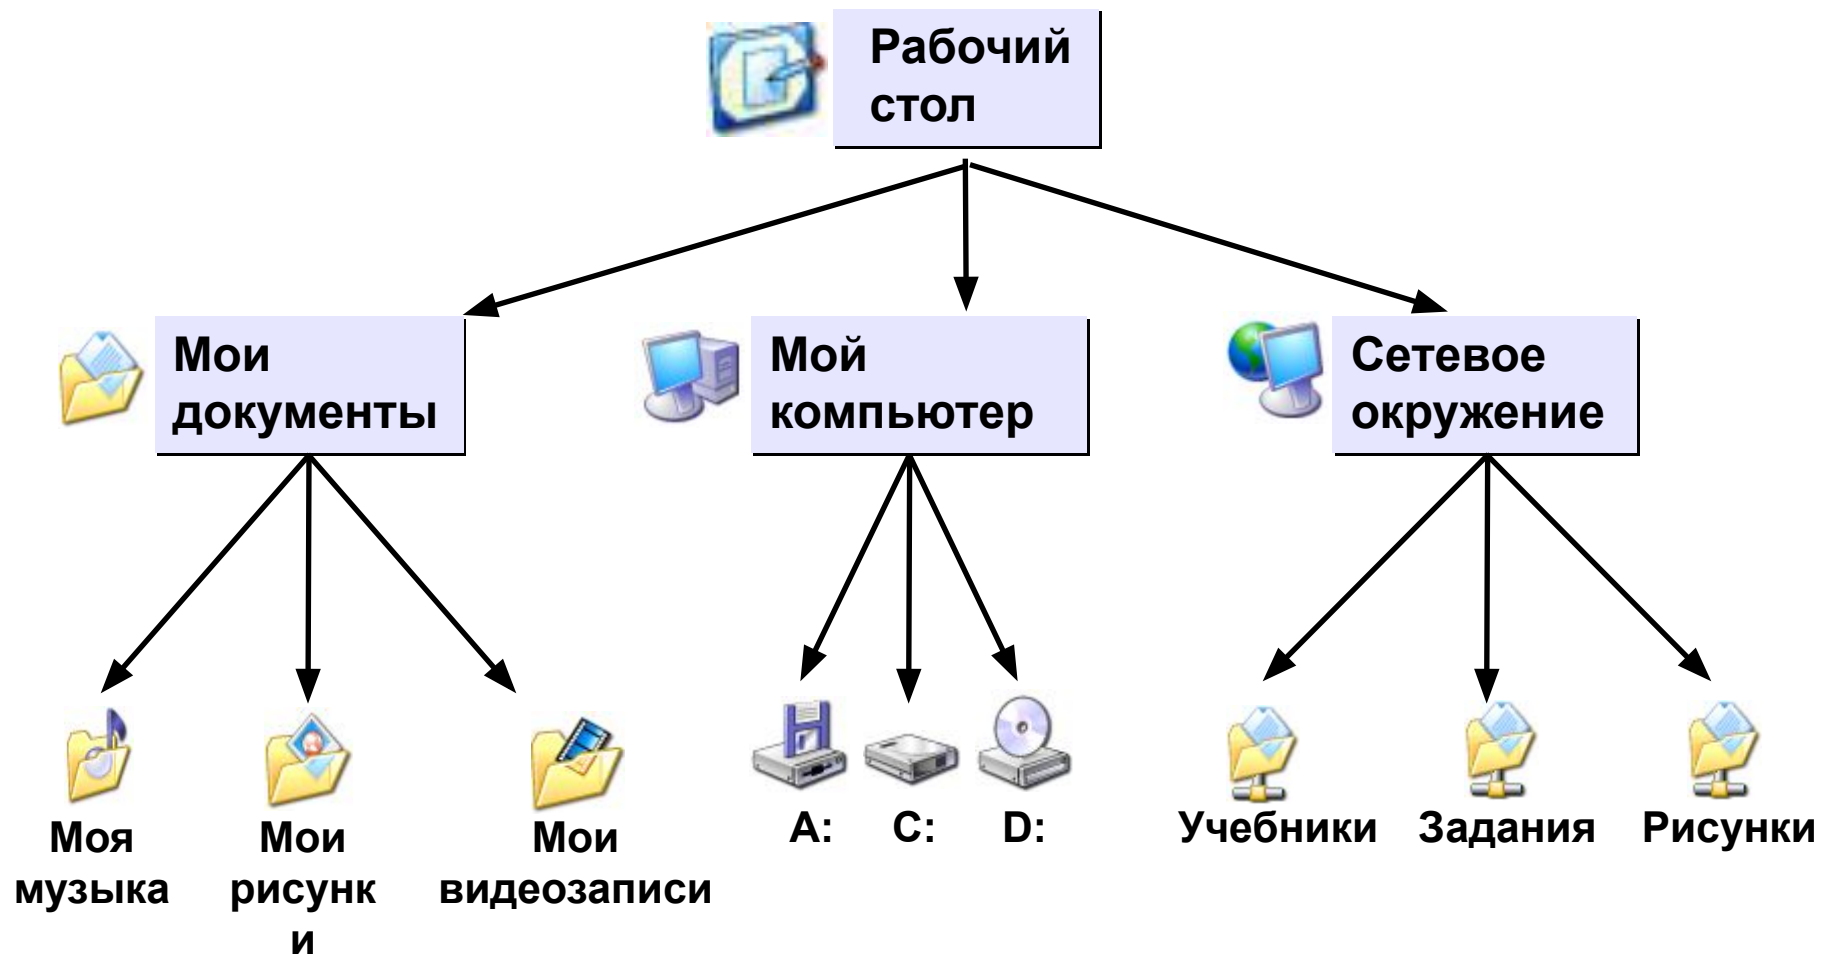 Рабочий
стол
Мои
документы
Мой
компьютер
Сетевое
окружение
Моя
музыка
Мои
рисунк
и
Мои
видеозаписи
A:
C:
D:
Учебники
Задания
Рисунки